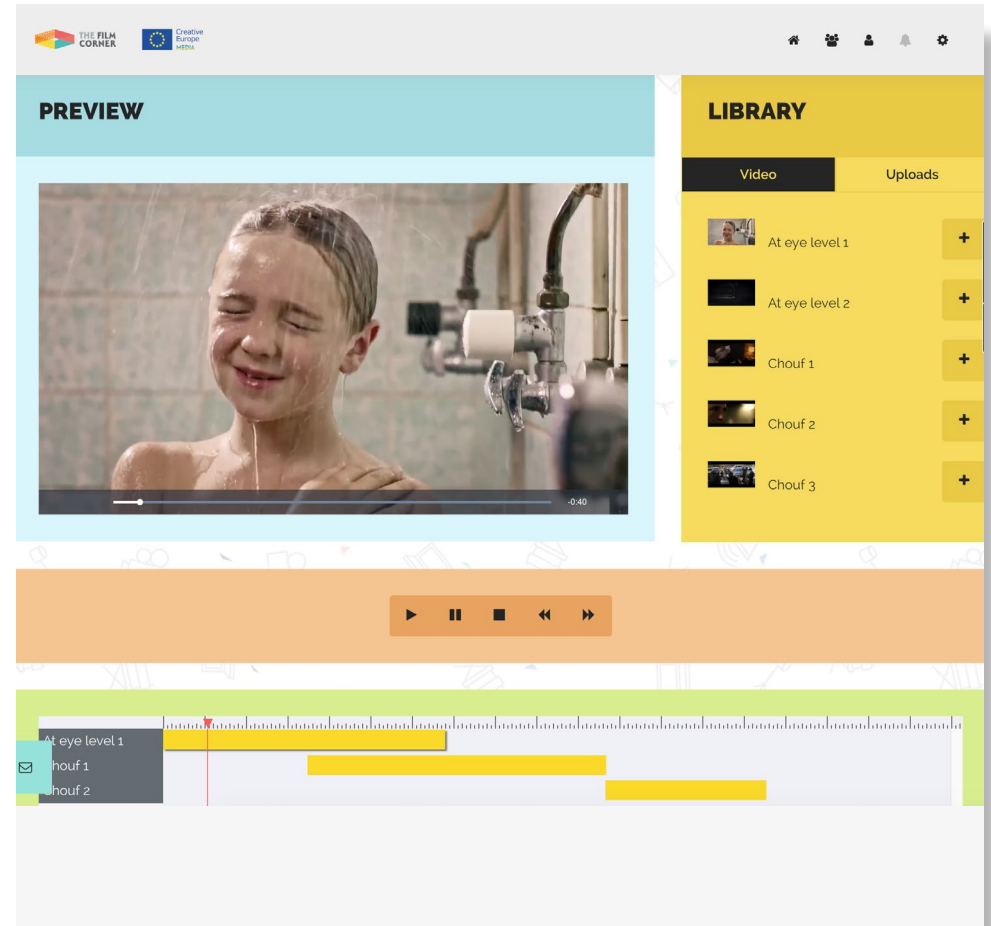 THE FILM
CORNER
Creative
Europe
MEDIA
PREVIEW
LIBRARY
Video
Uploads
At eye level 1
At eye level 2
Chouf 1
Chouf 2
Chouf 3
-0:40
At eye level 1
houf 1
houf 2